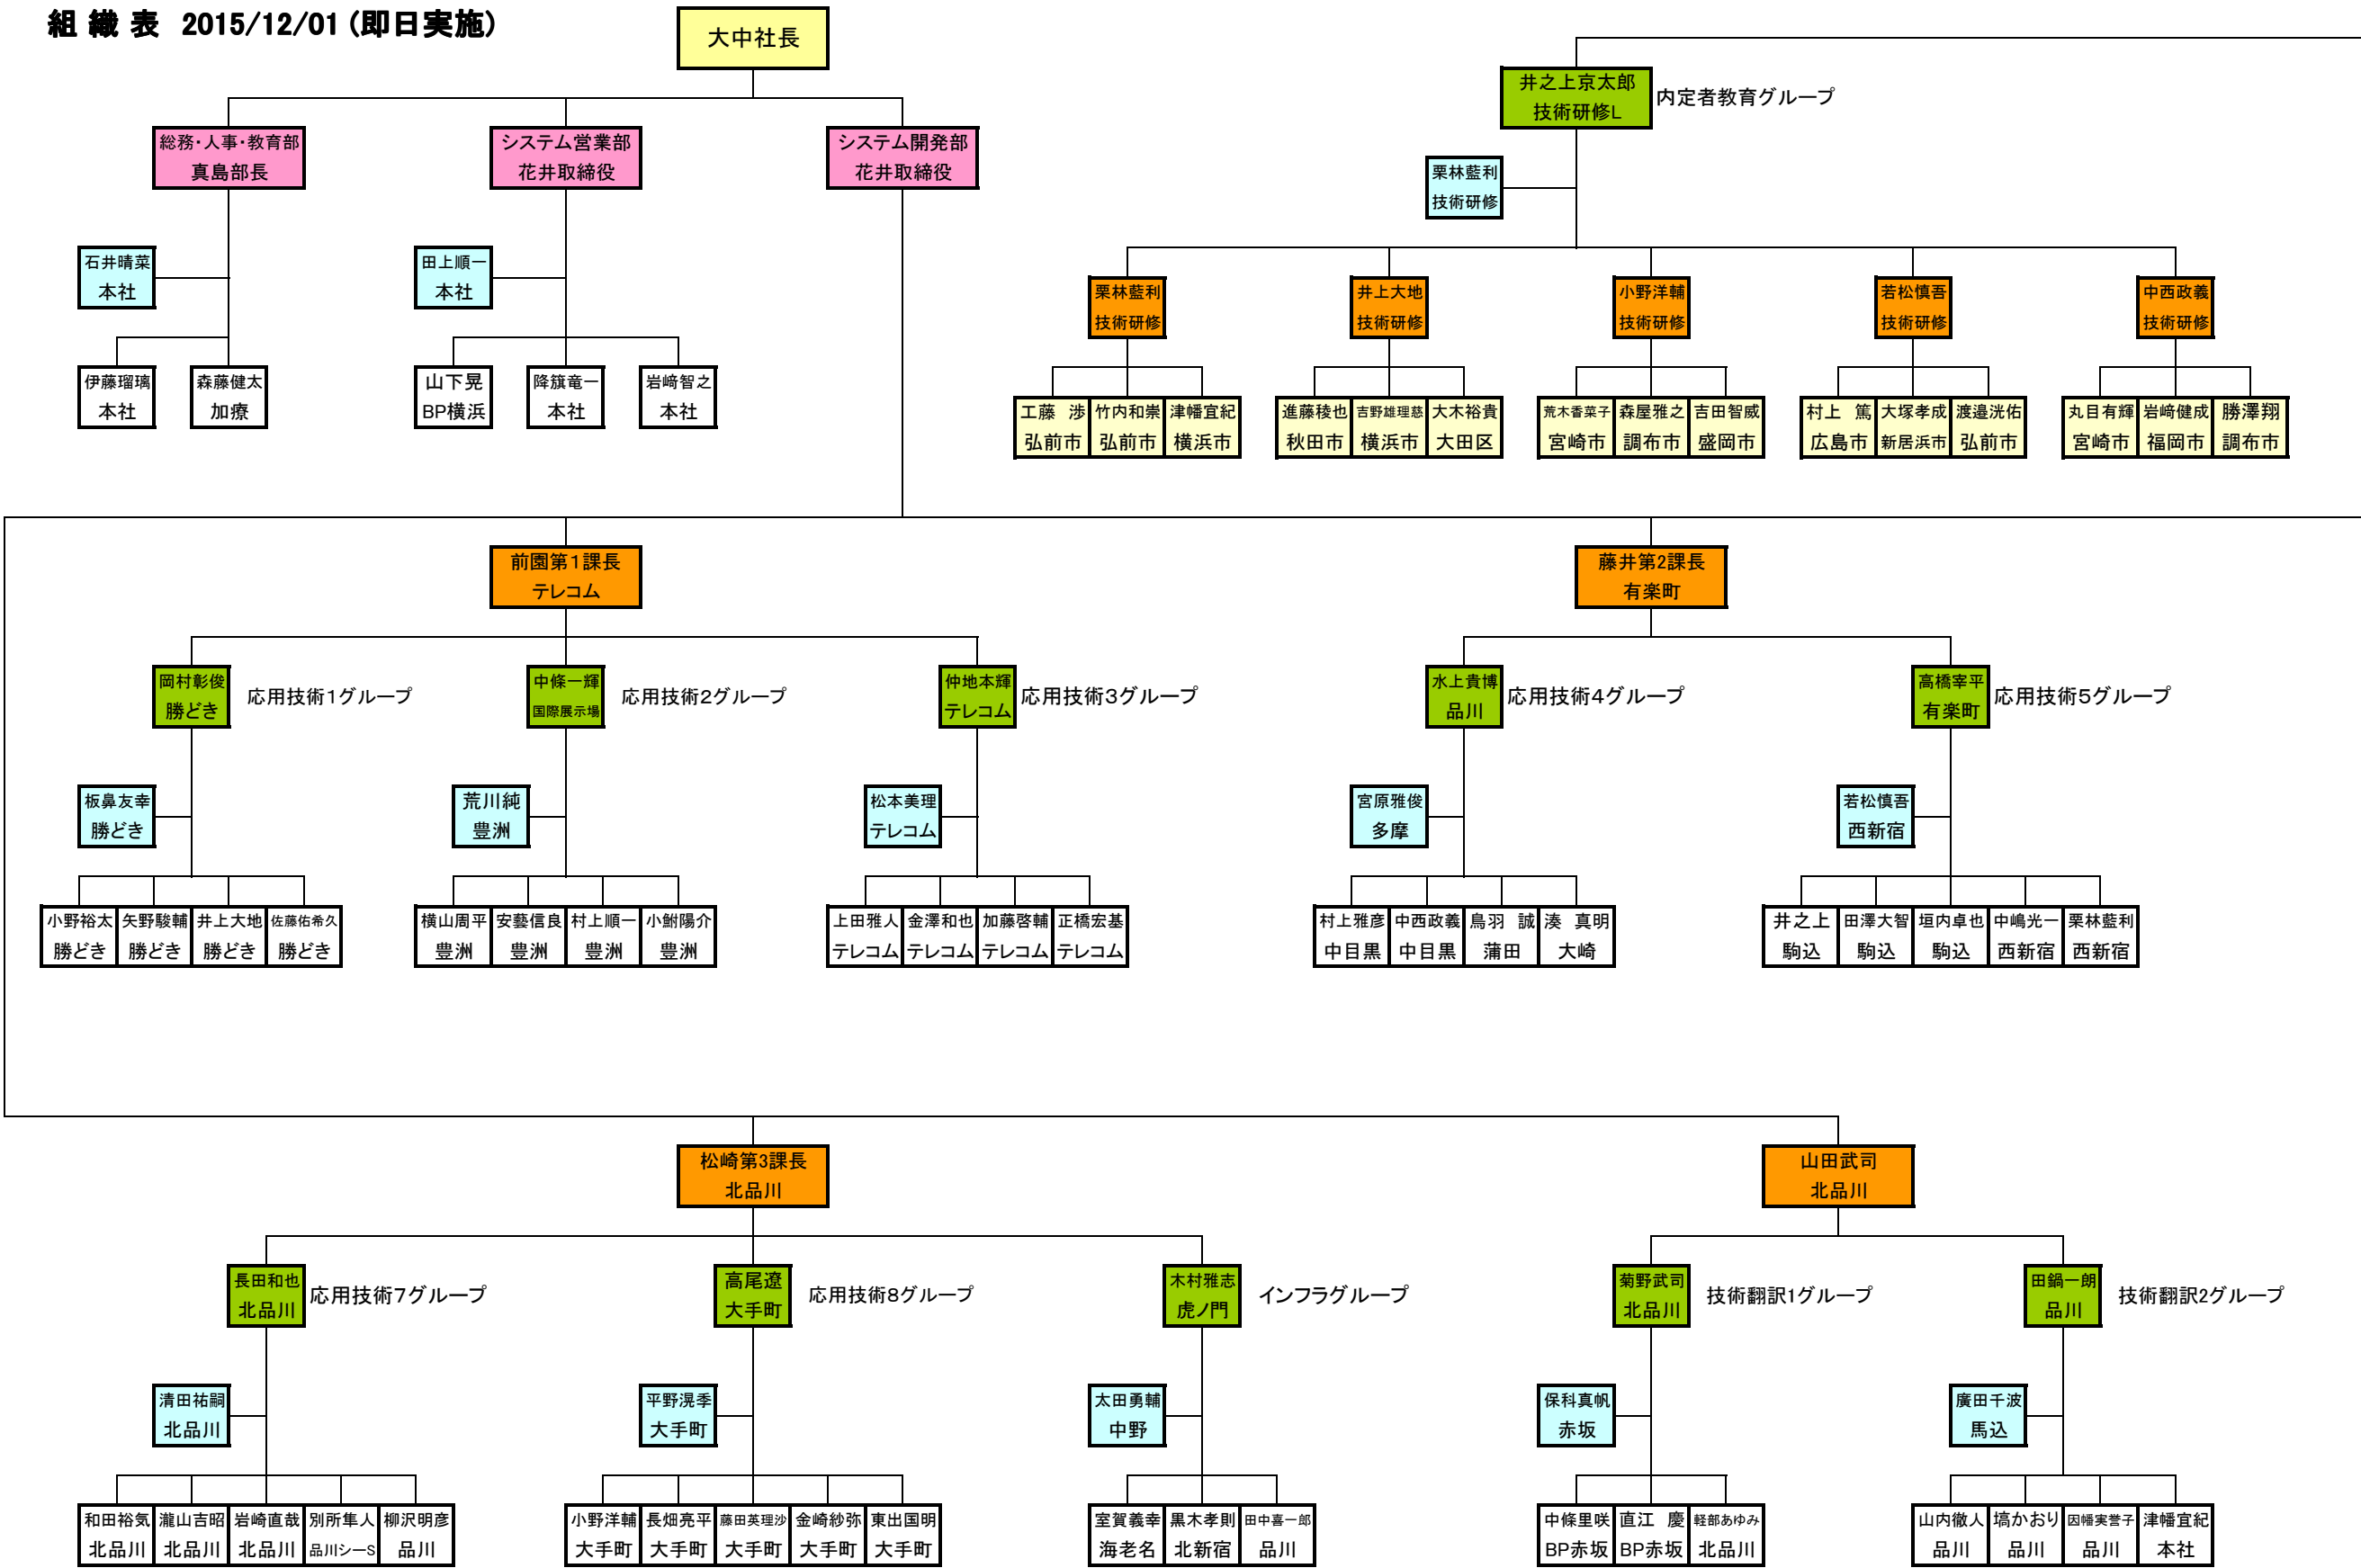 組 織 表 2015/12/01 (即日実施)
大中社長
総務・人事・教育部
真島部長
システム営業部
花井取締役
システム開発部
花井取締役
石井晴菜
本社
田上順一
本社
伊藤瑠璃
本社
森藤健太
加療
山下晃
BP横浜
降籏竜一
本社
岩﨑智之
本社
井之上京太郎
技術研修L
内定者教育グループ
栗林藍利
技術研修
栗林藍利
技術研修
井上大地
技術研修
小野洋輔
技術研修
若松慎吾
技術研修
中西政義
技術研修
工藤 渉
弘前市
竹内和崇
弘前市
津幡宜紀
横浜市
進藤稜也
秋田市
吉野雄理慈
横浜市
大木裕貴
大田区
荒木香菜子
宮崎市
森屋雅之
調布市
吉田智威
盛岡市
村上 篤
広島市
大塚孝成
新居浜市
渡邉洸佑
弘前市
丸目有輝
宮崎市
岩﨑健成
福岡市
勝澤翔
調布市
前園第1課長
テレコム
藤井第2課長
有楽町
岡村彰俊
勝どき
応用技術1グループ
中條一輝
国際展示場
応用技術2グループ
仲地本輝
テレコム
応用技術3グループ
水上貴博
品川
応用技術4グループ
高橋宰平
有楽町
応用技術5グループ
板鼻友幸
勝どき
荒川純
豊洲
松本美理
テレコム
宮原雅俊
多摩
若松慎吾
西新宿
小野裕太
勝どき
矢野駿輔
勝どき
井上大地
勝どき
佐藤佑希久
勝どき
横山周平
豊洲
安藝信良
豊洲
村上順一
豊洲
小鮒陽介
豊洲
上田雅人
テレコム
金澤和也
テレコム
加藤啓輔
テレコム
正橋宏基
テレコム
村上雅彦
中目黒
中西政義
中目黒
鳥羽 誠
蒲田
湊 真明
大崎
井之上
駒込
田澤大智
駒込
垣内卓也
駒込
中嶋光一
西新宿
栗林藍利
西新宿
松崎第3課長
北品川
山田武司
北品川
長田和也
北品川
応用技術7グループ
高尾遼
大手町
応用技術8グループ
木村雅志
虎ノ門
インフラグループ
菊野武司
北品川
技術翻訳1グループ
田鍋一朗
品川
技術翻訳2グループ
清田祐嗣
北品川
平野滉季
大手町
太田勇輔
中野
保科真帆
赤坂
廣田千波
馬込
和田裕気
北品川
瀧山吉昭
北品川
岩崎直哉
北品川
別所隼人
品川シーS
柳沢明彦
品川
小野洋輔
大手町
長畑亮平
大手町
藤田英理沙
大手町
金崎紗弥
大手町
東出国明
大手町
室賀義幸
海老名
黒木孝則
北新宿
田中喜一郎
品川
中條里咲
BP赤坂
直江 慶
BP赤坂
軽部あゆみ
北品川
山内徹人
品川
塙かおり
品川
因幡実誉子
品川
津幡宜紀
本社